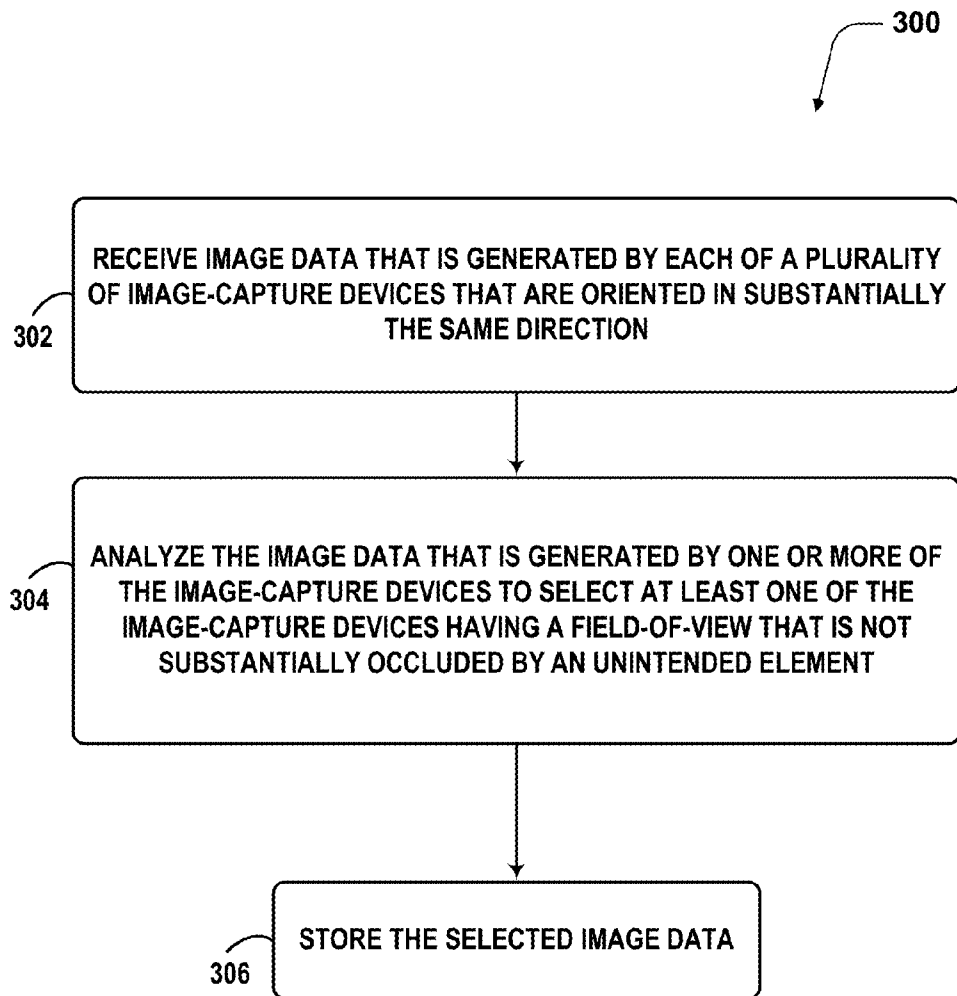 300
RECEIVE IMAGE DATA THAT IS GENERATED BY EACH OF A PLURALITY
OF IMAGE-CAPTURE DEVICES THAT ARE ORIENTED IN SUBSTANTIALLY
THE SAME DIRECTION
302
ANALYZE THE IMAGE DATA THAT IS GENERATED BY ONE OR MORE OF
THE IMAGE-CAPTURE DEVICES TO SELECT AT LEAST ONE OF THE
IMAGE-CAPTURE DEVICES HAVING A FIELD-OF-VIEW THAT IS NOT
SUBSTANTIALLY OCCLUDED BY AN UNINTENDED ELEMENT
304
STORE THE SELECTED IMAGE DATA
306